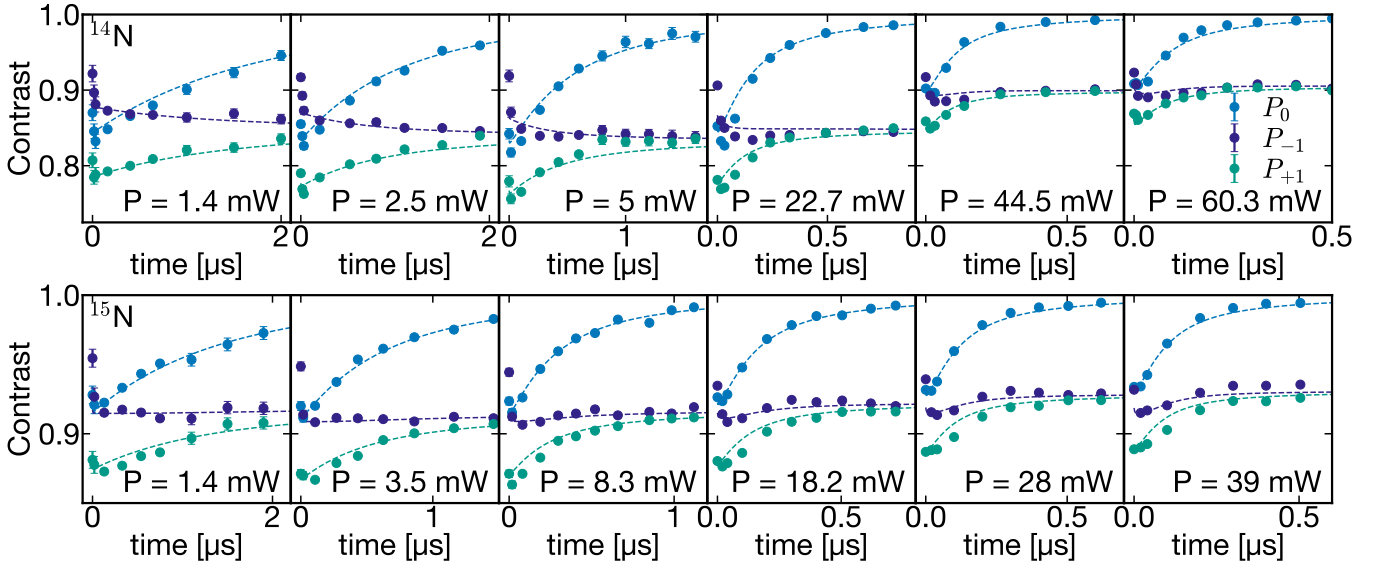 1.0
0.9
0.8
Contrast
¹⁴N
P = 1.4 mW
P = 2.5 mW
P = 5 mW
P = 22.7 mW
P = 44.5 mW
P = 60.3 mW
P₀
P₋₁
P₊₁
0 2 0 2 0 1 0.0 0.5 0.0 0.5 0.0 0.5
time [µs] time [µs] time [µs] time [µs] time [µs] time [µs]
1.0
0.9
Contrast
¹⁵N
P = 1.4 mW
P = 3.5 mW
P = 8.3 mW
P = 18.2 mW
P = 28 mW
P = 39 mW
0 2 0 1 0 1 0.0 0.5 0.0 0.5 0.0 0.5
time [µs] time [µs] time [µs] time [µs] time [µs] time [µs]